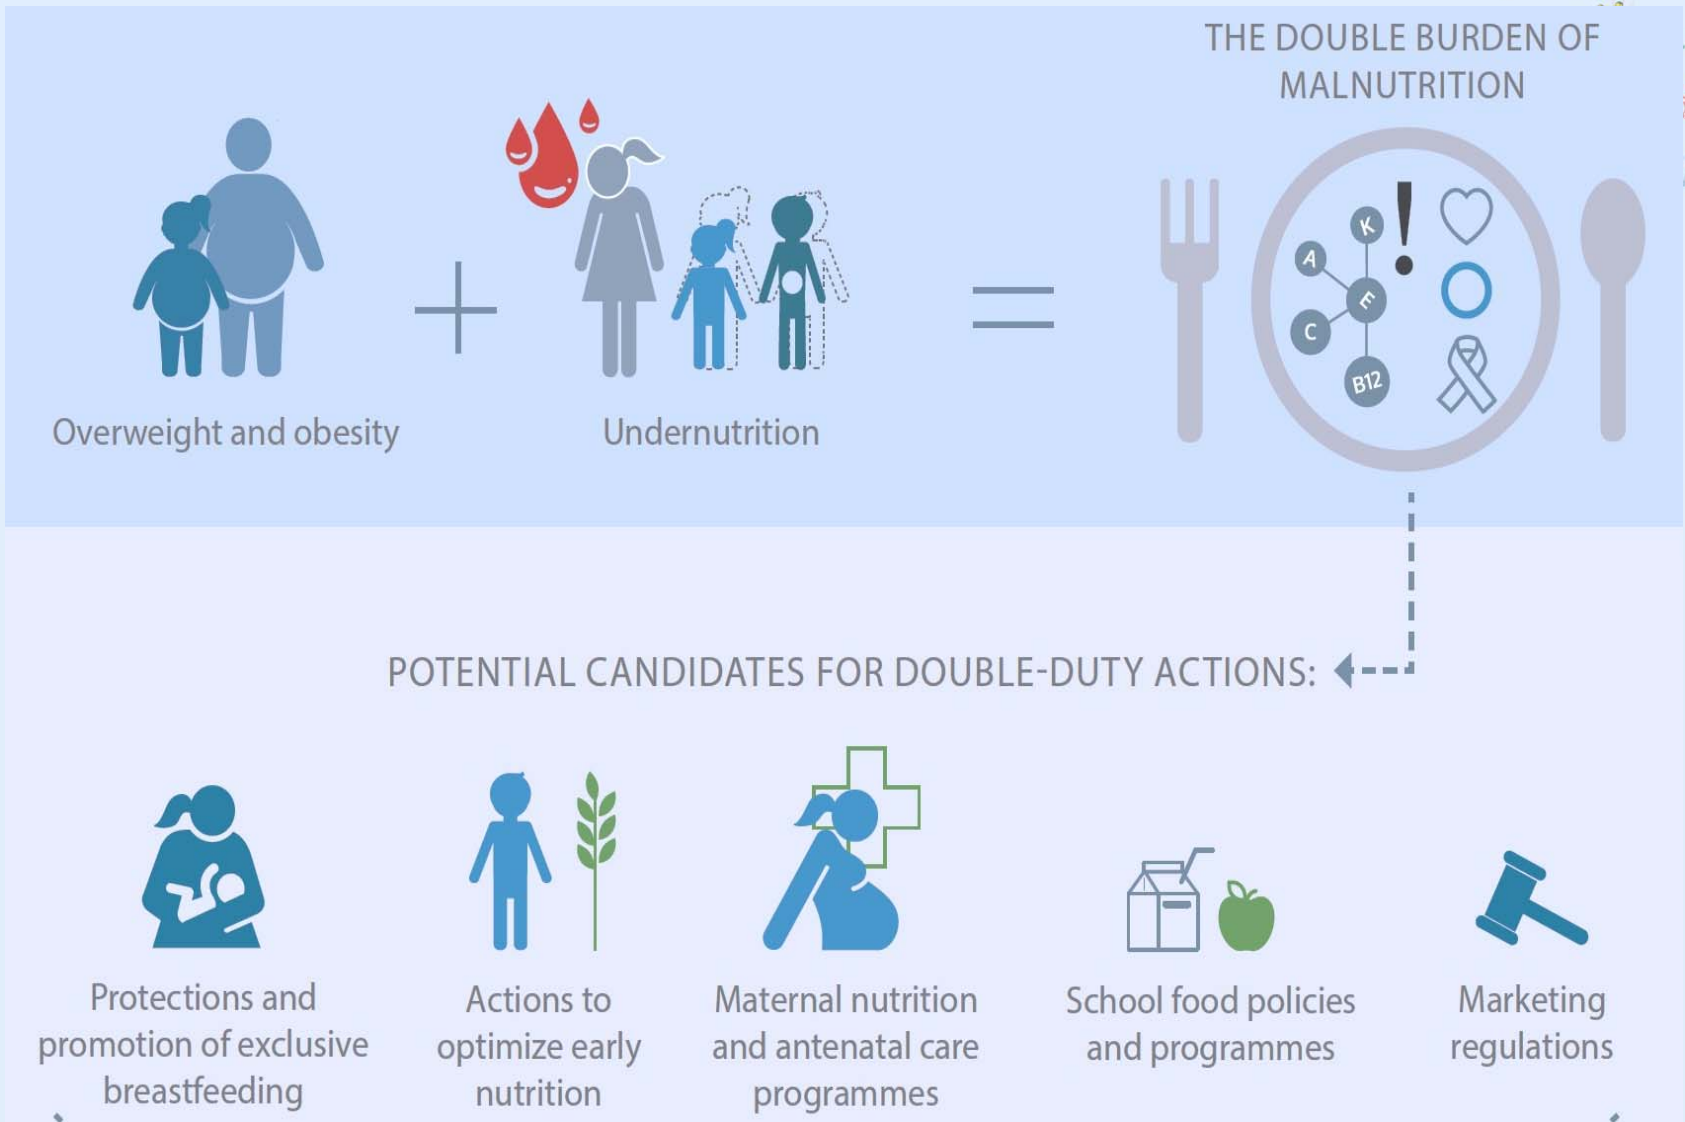 THE DOUBLE BURDEN OF
MALNUTRITION
K
A
E
C
B12
Overweight and obesity
Undernutrition
POTENTIAL CANDIDATES FOR DOUBLE-DUTY ACTIONS:
Protections and
promotion of exclusive
breastfeeding
Actions to
optimize early
nutrition
Maternal nutrition
and antenatal care
programmes
School food policies
and programmes
Marketing
regulations